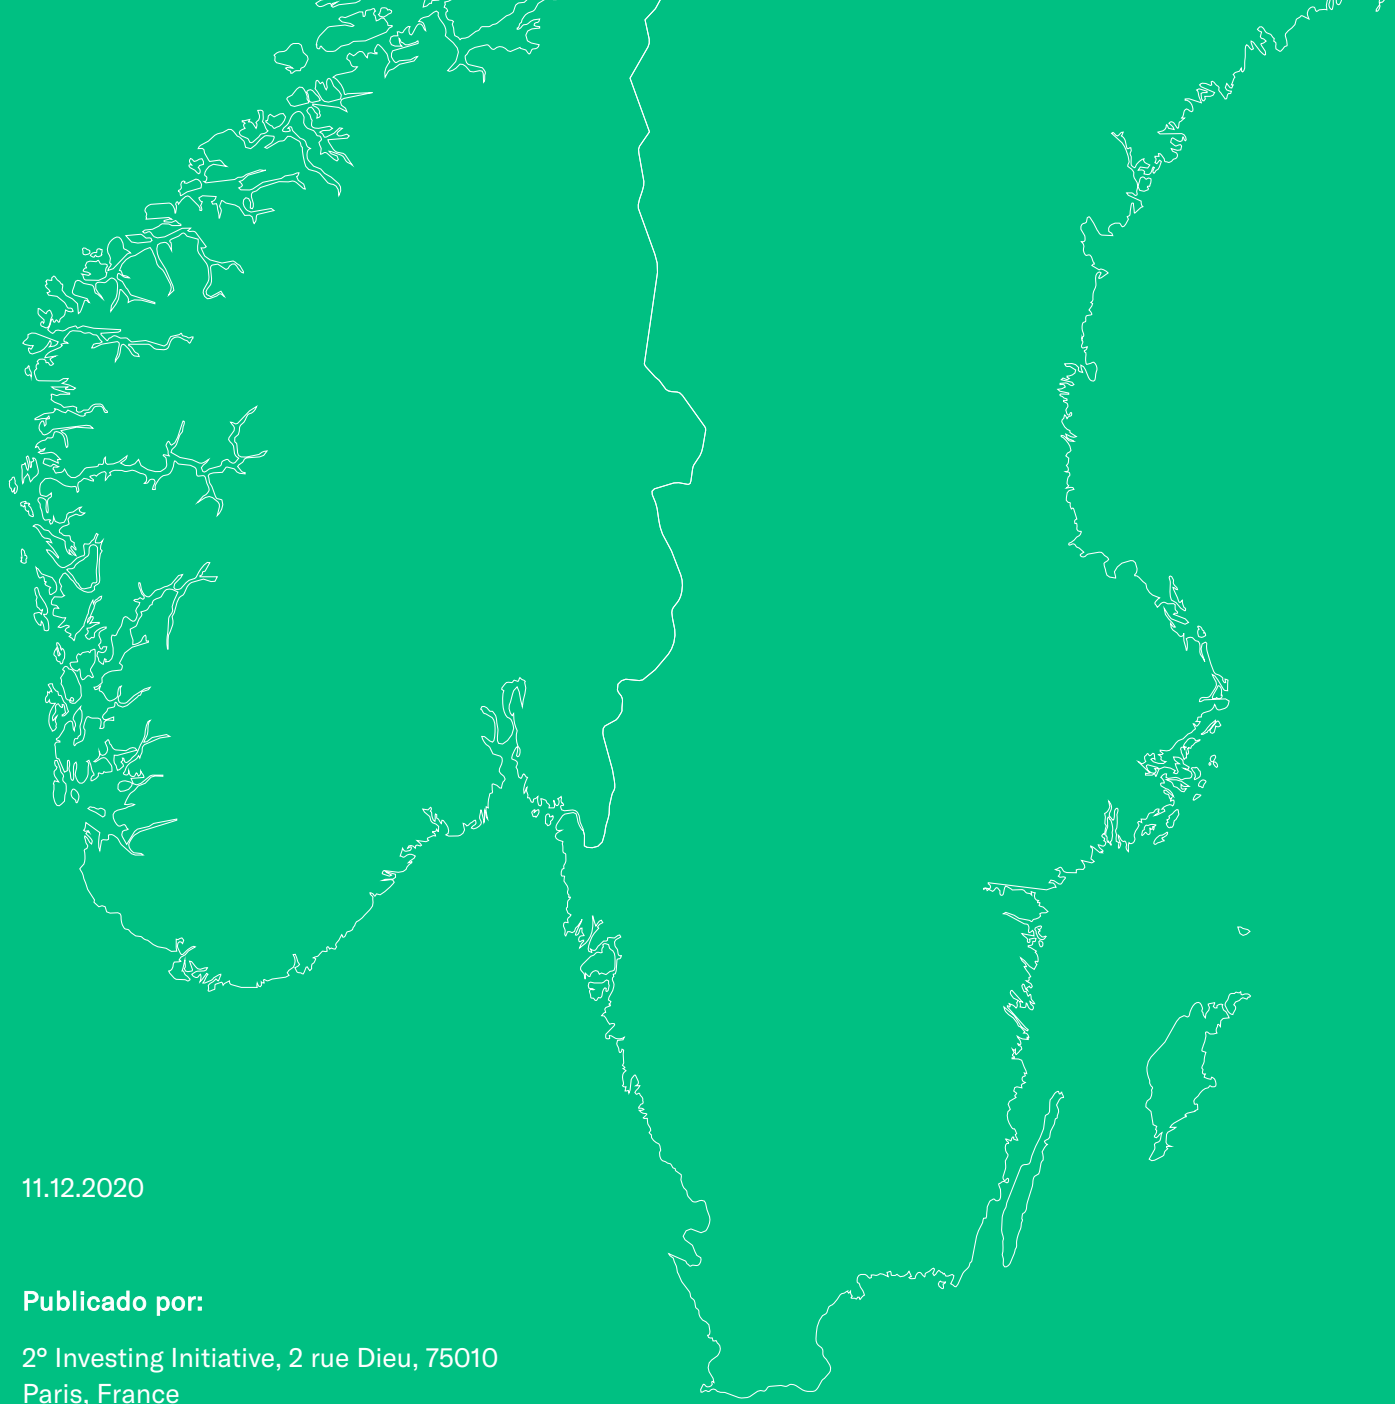 11.12.2020
Publicado por:
2° Investing Initiative, 2 rue Dieu, 75010
Paris, France